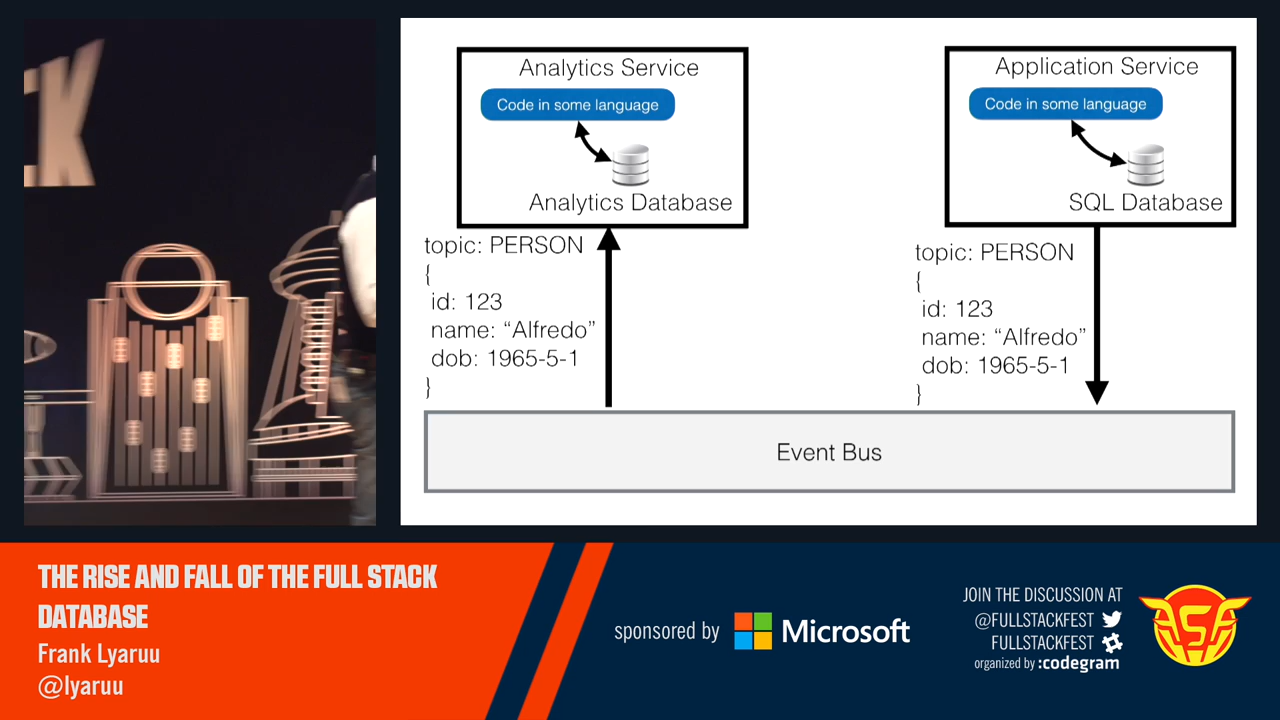 CK
Analytics Service
Code in some language
Analytics Database
topic: PERSON
{
id: 123
name: “Alfredo”
dob: 1965-5-1
}
Application Service
Code in some language
SQL Database
topic: PERSON
{
id: 123
name: “Alfredo”
dob: 1965-5-1
}
Event Bus
THE RISE AND FALL OF THE FULL STACK
DATABASE
Frank Lyaruu
@lyaruu
sponsored by Microsoft
JOIN THE DISCUSSION AT
@FULLSTACKFEST
FULLSTACKFEST
organized by :codegram
FSF